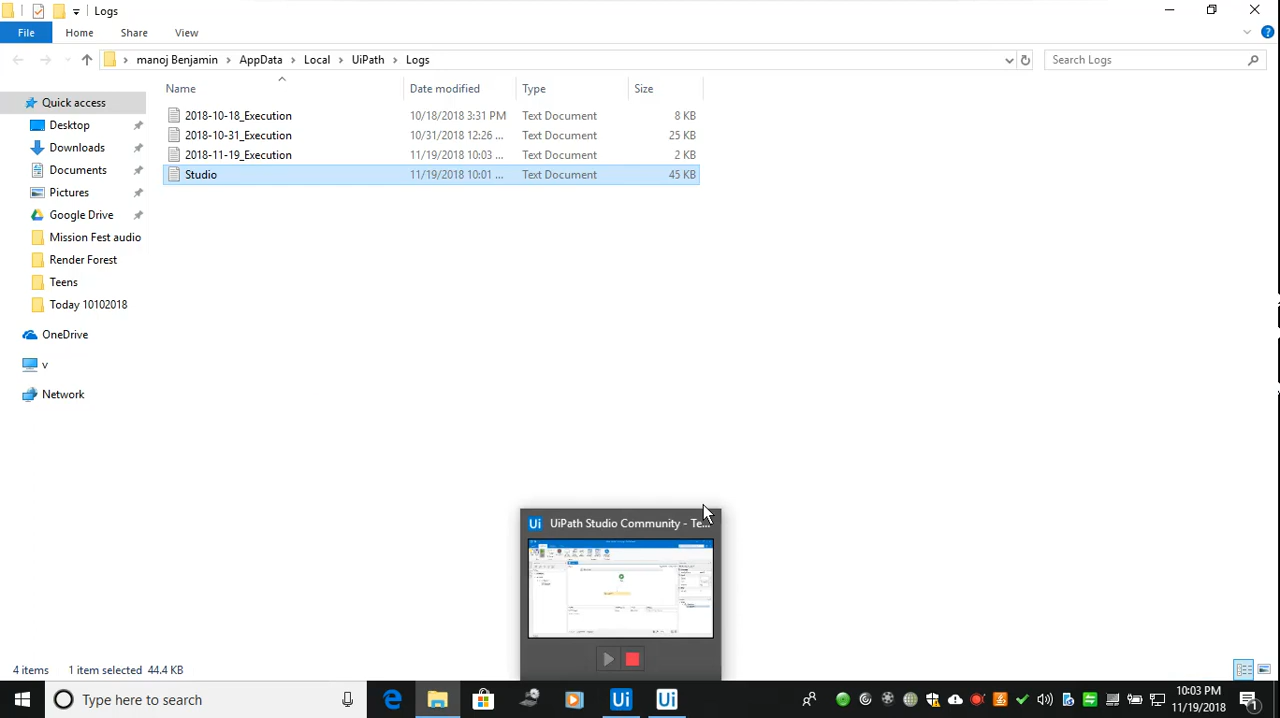 Logs
File Home Share View
manoj Benjamin AppData Local UiPath Logs
Search Logs
Name Date modified Type Size
Quick access
Desktop
Downloads
Documents
Pictures
Google Drive
Mission Fest audio
Render Forest
Teens
Today 10102018
OneDrive
v
Network
2018-10-18_Execution 10/18/2018 3:31 PM Text Document 8 KB
2018-10-31_Execution 10/31/2018 12:26 ... Text Document 25 KB
2018-11-19_Execution 11/19/2018 10:03 ... Text Document 2 KB
Studio 11/19/2018 10:01 ... Text Document 45 KB
Ui UiPath Studio Community - Te...
4 items 1 item selected 44.4 KB
Type here to search
Ui Ui
10:03 PM
11/19/2018
1